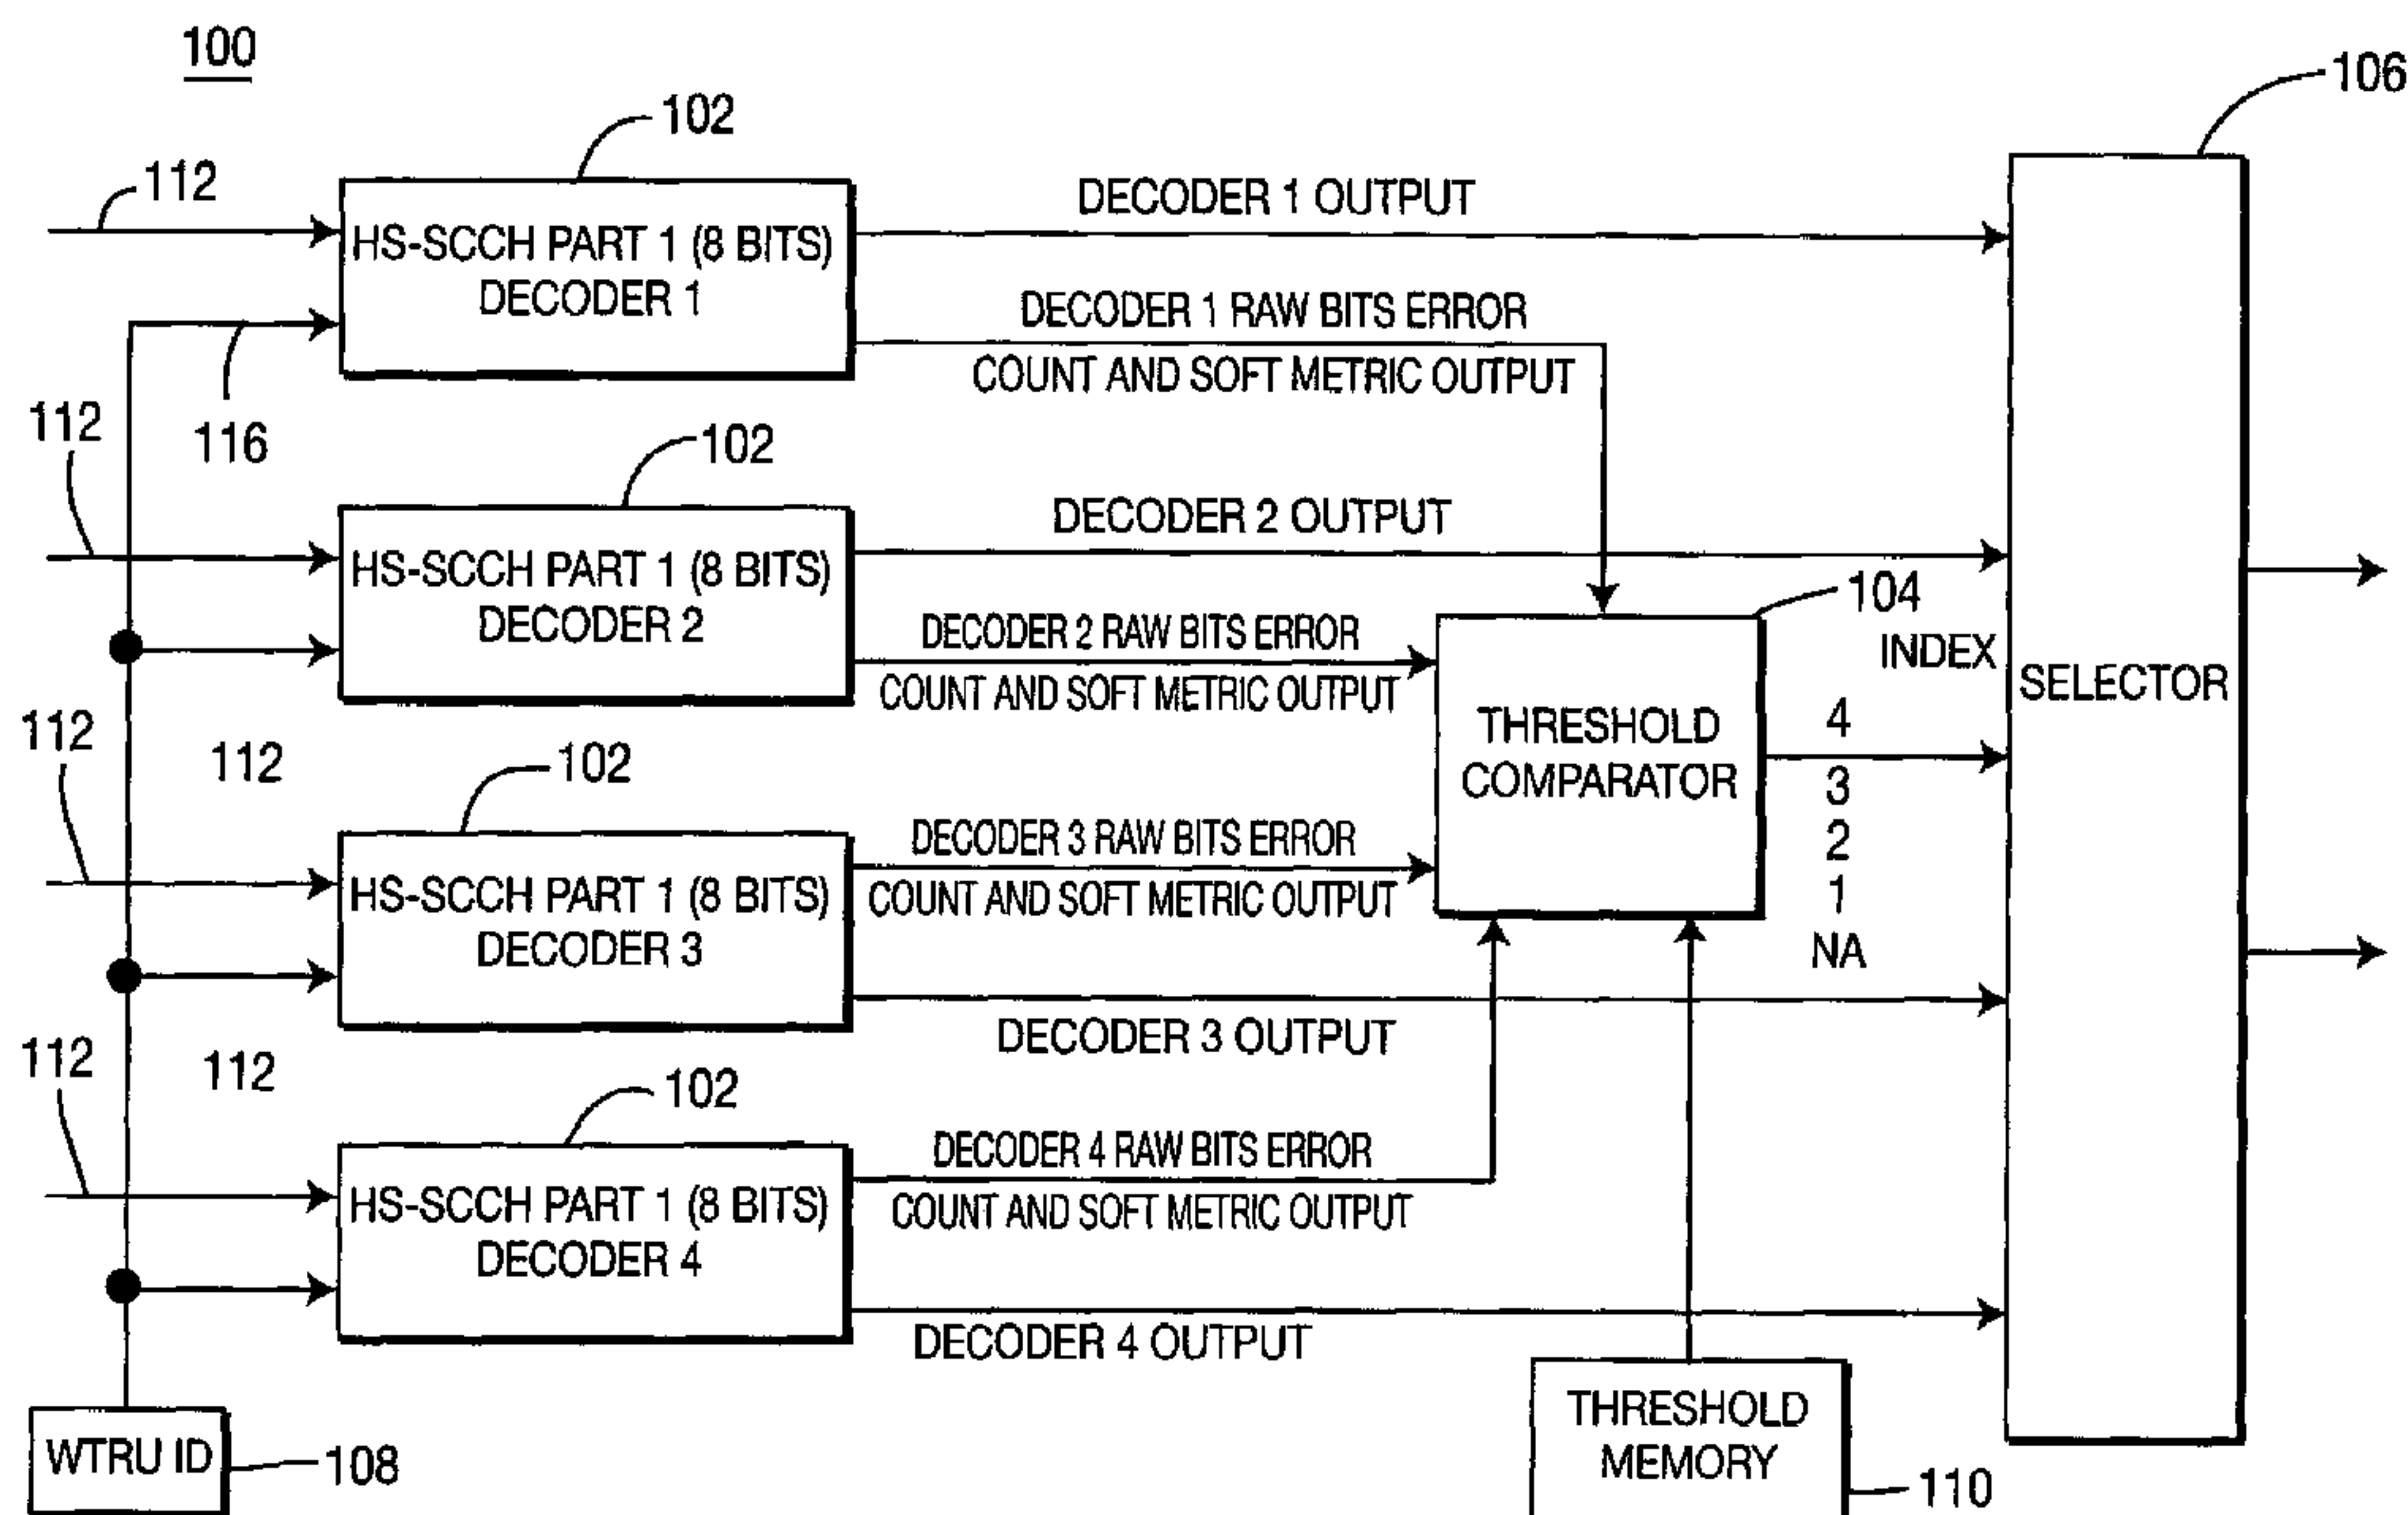 100
106
102
112
HS-SCCH PART 1 (8 BITS)
DECODER 1
DECODER 1 OUTPUT
DECODER 1 RAW BITS ERROR
COUNT AND SOFT METRIC OUTPUT
116
112
102
HS-SCCH PART 1 (8 BITS)
DECODER 2
DECODER 2 OUTPUT
DECODER 2 RAW BITS ERROR
COUNT AND SOFT METRIC OUTPUT
104
INDEX
SELECTOR
THRESHOLD
COMPARATOR
4
3
2
1
NA
112
112
102
HS-SCCH PART 1 (8 BITS)
DECODER 3
DECODER 3 RAW BITS ERROR
COUNT AND SOFT METRIC OUTPUT
DECODER 3 OUTPUT
112
112
102
HS-SCCH PART 1 (8 BITS)
DECODER 4
DECODER 4 RAW BITS ERROR
COUNT AND SOFT METRIC OUTPUT
DECODER 4 OUTPUT
WTRU ID
108
THRESHOLD
MEMORY
110